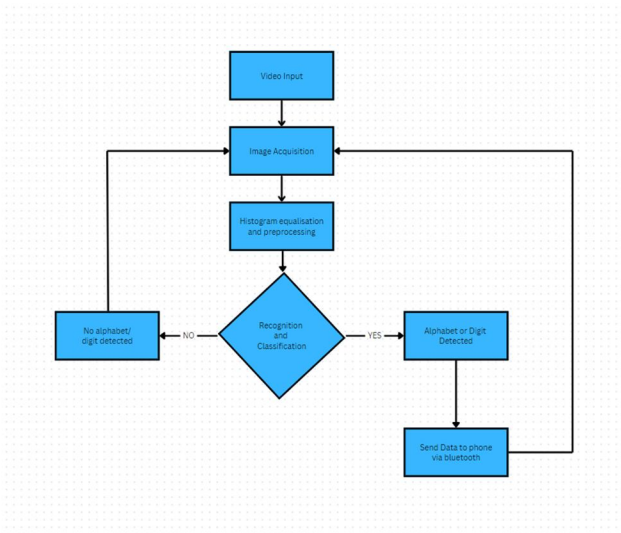 Video Input
Image Acquisition
Histogram equalisation
and preprocessing
Recognition
and
Classification
NO
No alphabet/
digit detected
YES
Alphabet or Digit
Detected
Send Data to phone
via bluetooth